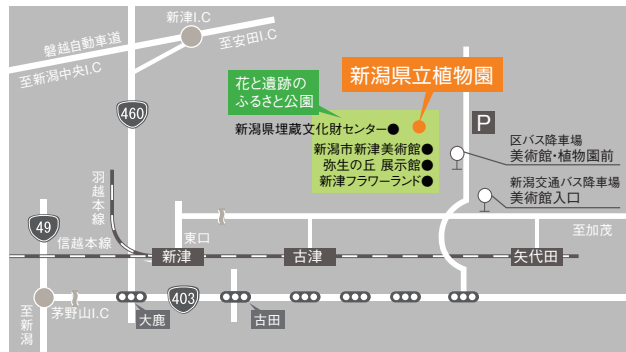 新潟I.C
至安田I.C
磐越自動車道
至新潟中央I.C
花と遺跡の
ふるさと公園
新潟県立植物園
460
新潟県埋蔵文化財センター
新潟市新津美術館
弥生の丘 展示館
新津フラワーランド
P
区バス降車場
美術館・植物園前
新潟交通バス降車場
美術館入口
羽越本線
49
信越本線
東口
至加茂
新津
古津
矢代田
403
至新潟
茅野山I.C
大鹿
古田